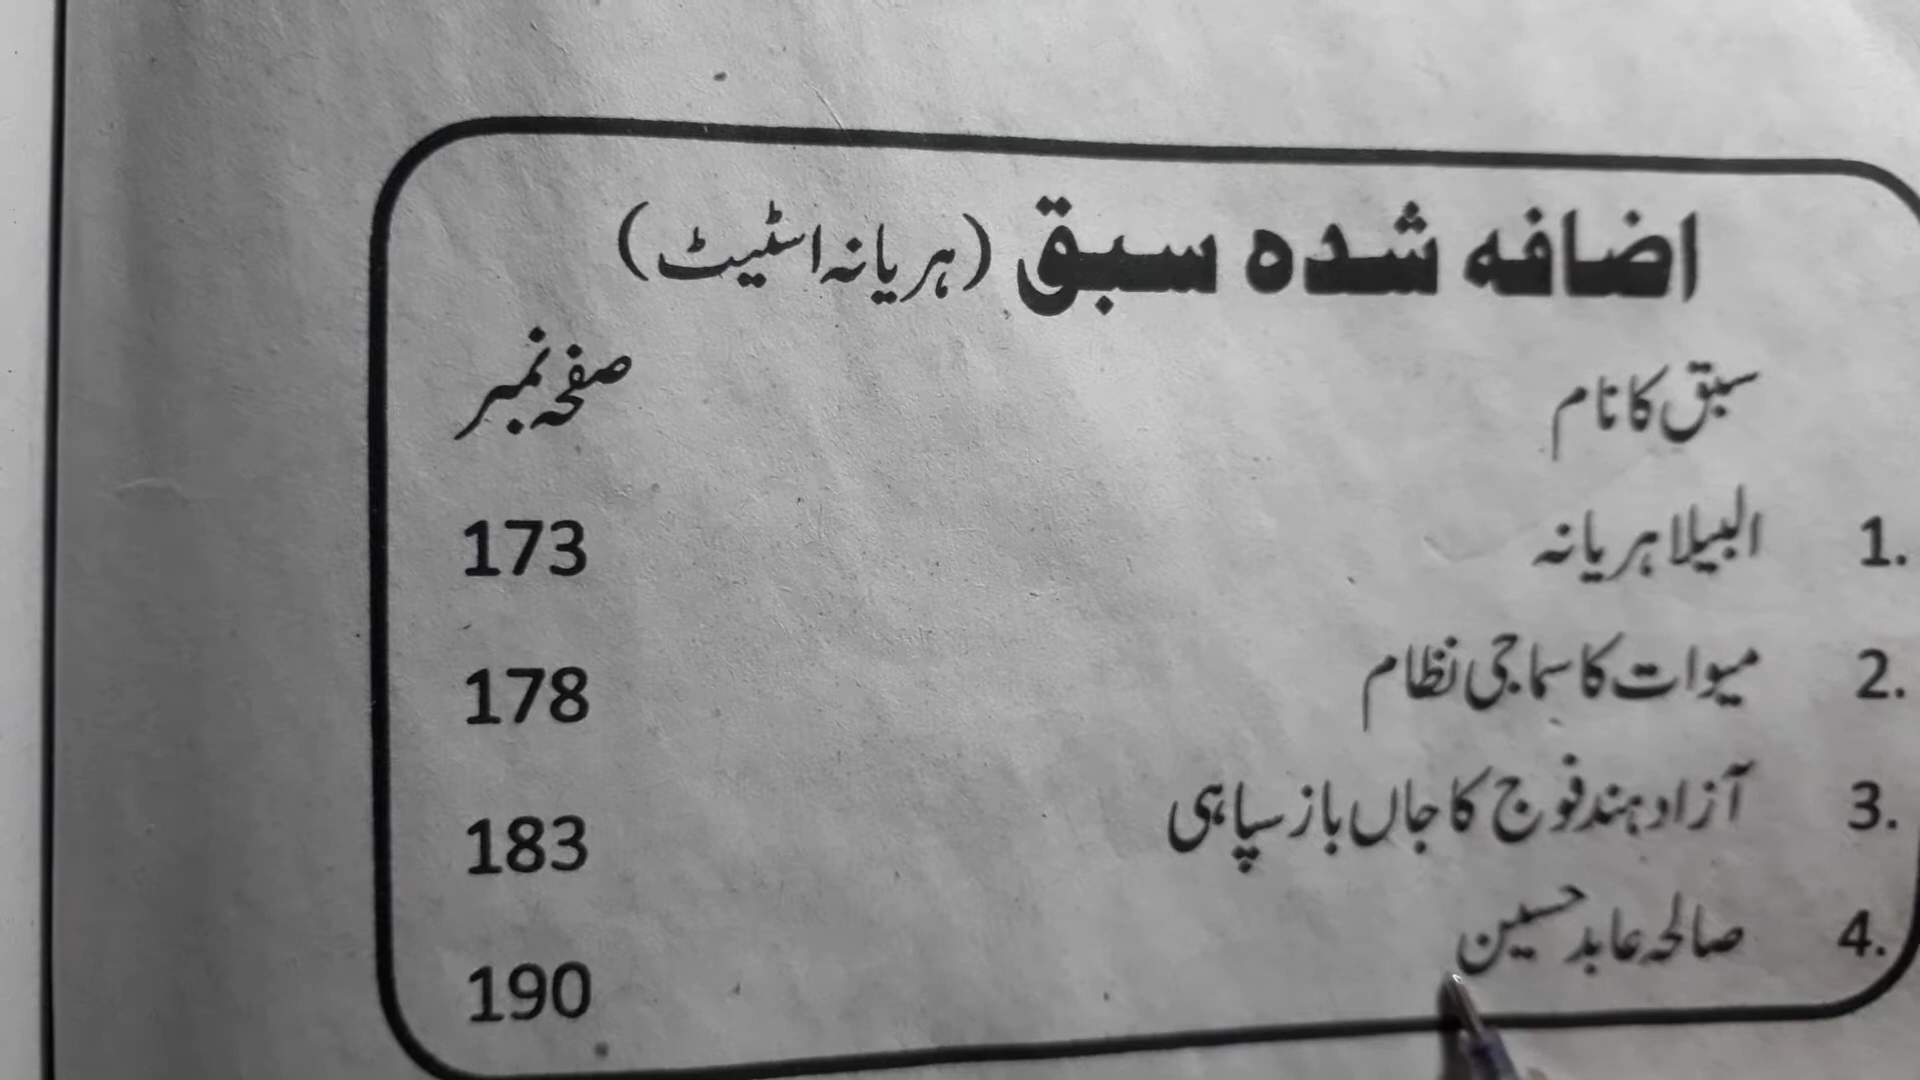 اضافہ شدہ سبق (ہریانہ اسٹیٹ)
سبق کا نام صفحہ نمبر
1. البیلا ہریانہ 173
2. میوات کا سماجی نظام 178
3. آزاد ہند فوج کا جاں باز سپاہی 183
4. صالحہ عابد حسین 190